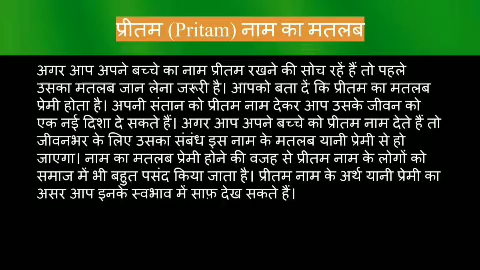 प्रीतम (Pritam) नाम का मतलब
अगर आप अपने बच्चे का नाम प्रीतम रखने की सोच रहें हैं तो पहले
उसका मतलब जान लेना जरूरी है। आपको बता दें कि प्रीतम का मतलब
प्रेमी होता है। अपनी संतान को प्रीतम नाम देकर आप उसके जीवन को
एक नई दिशा दे सकते हैं। अगर आप अपने बच्चे को प्रीतम नाम देते हैं तो
जीवनभर के लिए उसका संबंध इस नाम के मतलब यानी प्रेमी से हो
जाएगा। नाम का मतलब प्रेमी होने की वजह से प्रीतम नाम के लोगों को
समाज में भी बहुत पसंद किया जाता है। प्रीतम नाम के अर्थ यानी प्रेमी का
असर आप इनके स्वभाव में साफ़ देख सकते हैं।